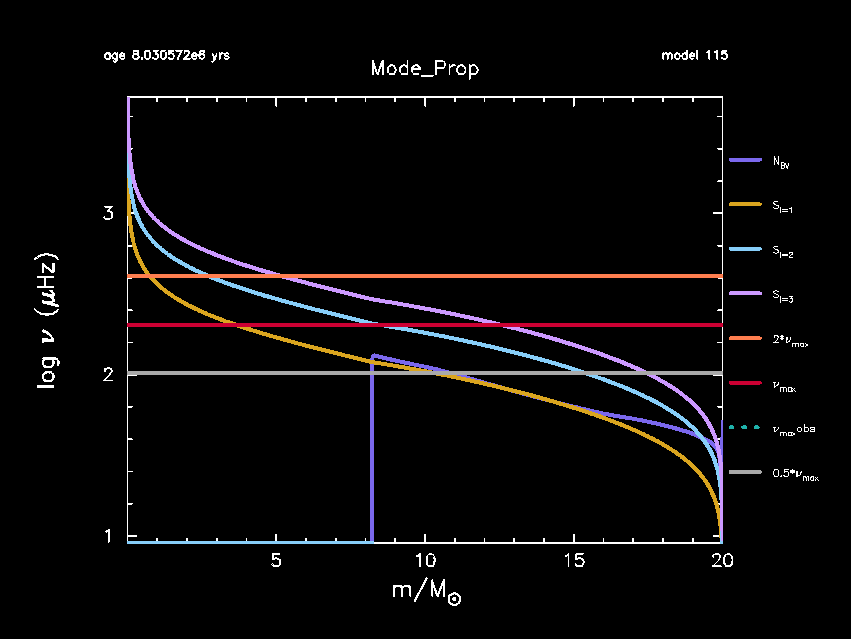 age 8.030572e6 yrs
model 115
Mode_Prop
3
2
1
log ν (μHz)
5
10
15
20
m/M⊙
N_BV
S_l=1
S_l=2
S_l=3
2*ν_max
ν_max
ν_max obs
0.5*ν_max